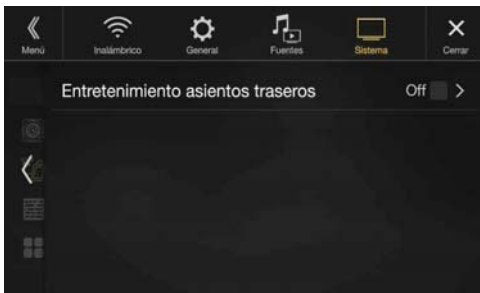 Menú
Inalámbrico
General
Fuentes
Sistema
Cerrar
Entretenimiento asientos traseros Off